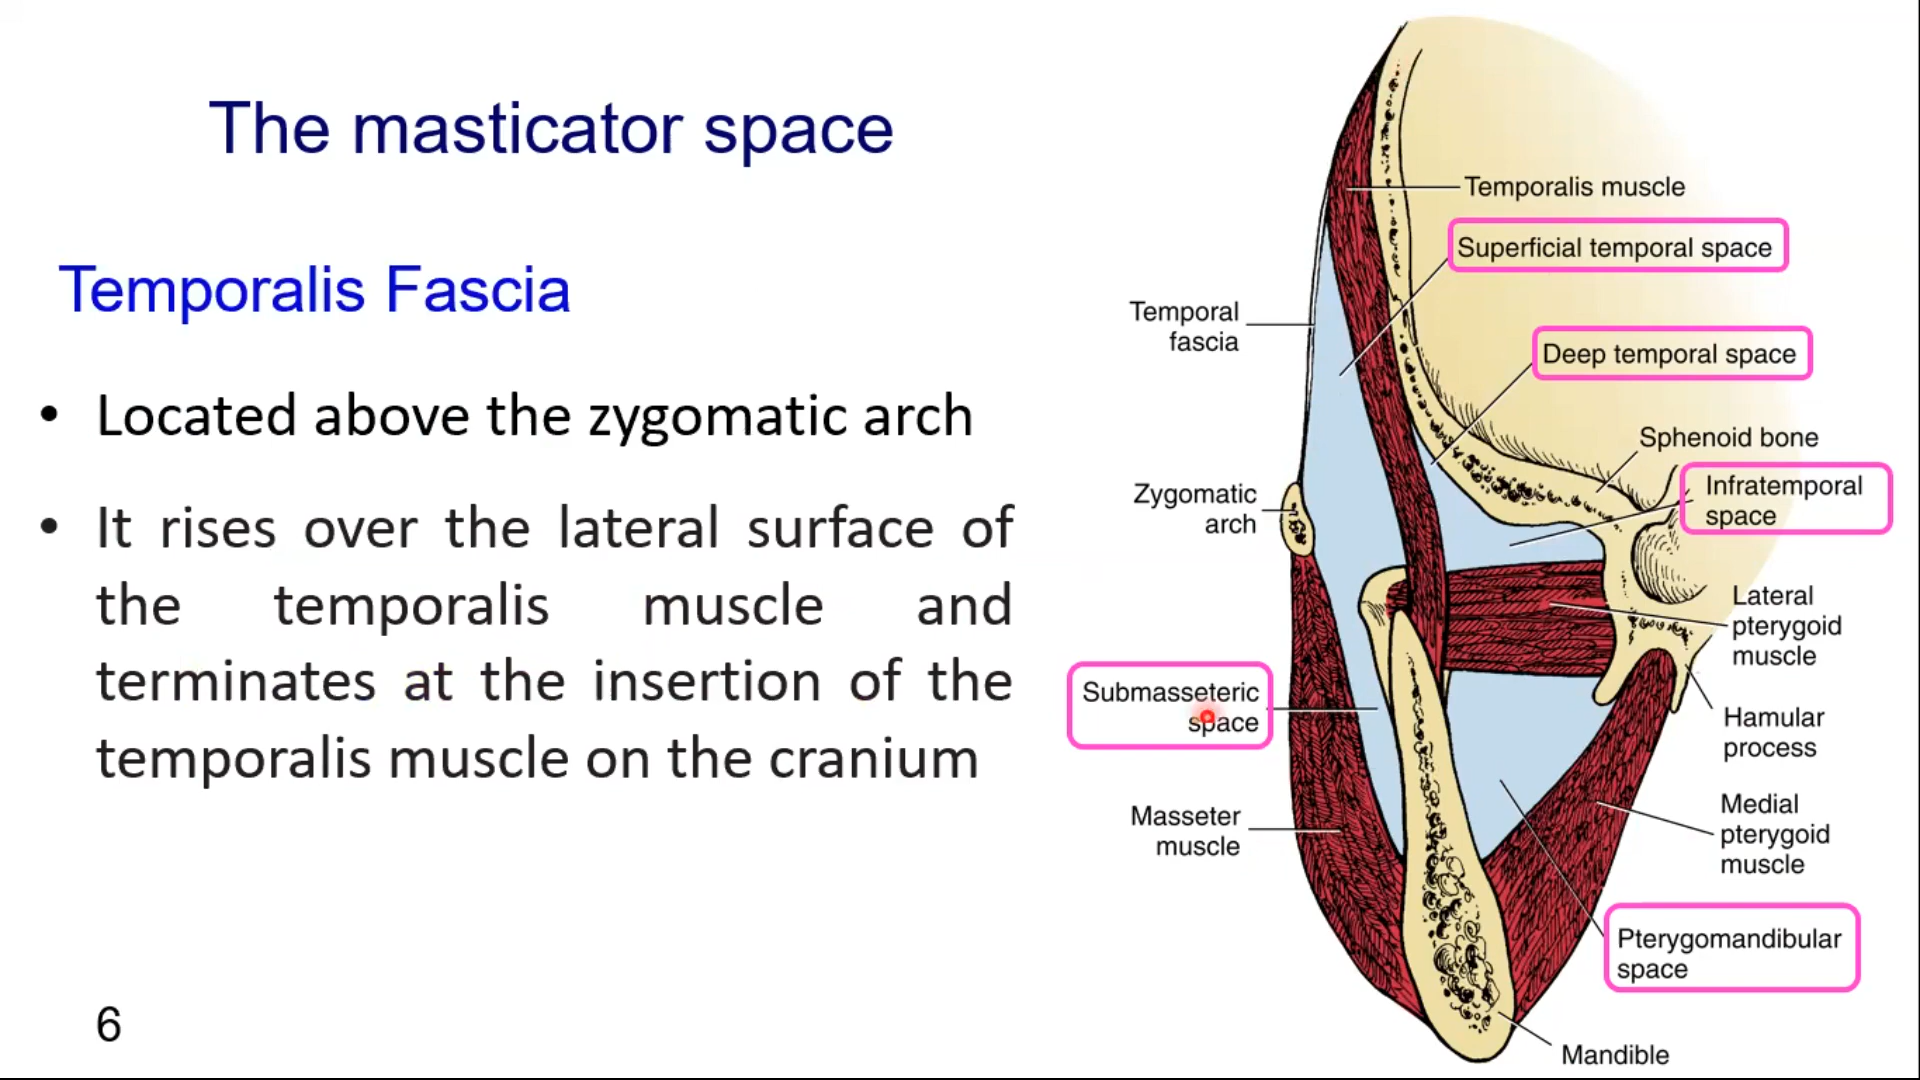 The masticator space
Temporalis Fascia
• Located above the zygomatic arch
• It rises over the lateral surface of
the temporalis muscle and
terminates at the insertion of the
temporalis muscle on the cranium
6
Temporalis muscle
Superficial temporal space
Temporal
fascia
Deep temporal space
Sphenoid bone
Zygomatic
arch
Infratemporal
space
Lateral
pterygoid
muscle
Submasseteric
space
Hamular
process
Masseter
muscle
Medial
pterygoid
muscle
Pterygomandibular
space
Mandible